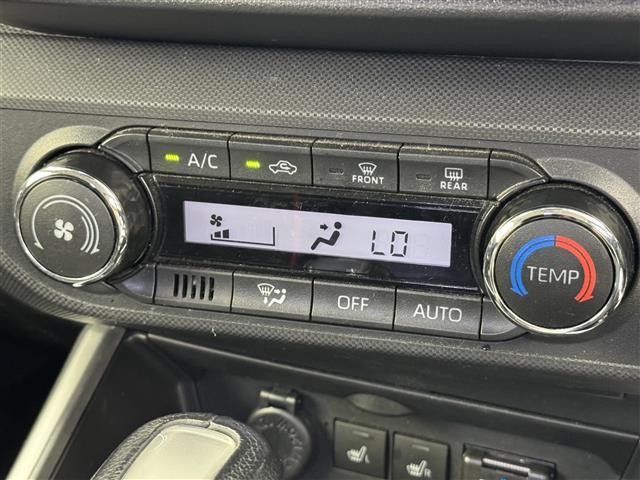 A/C
FRONT
REAR
LO
TEMP
OFF
AUTO
L
R